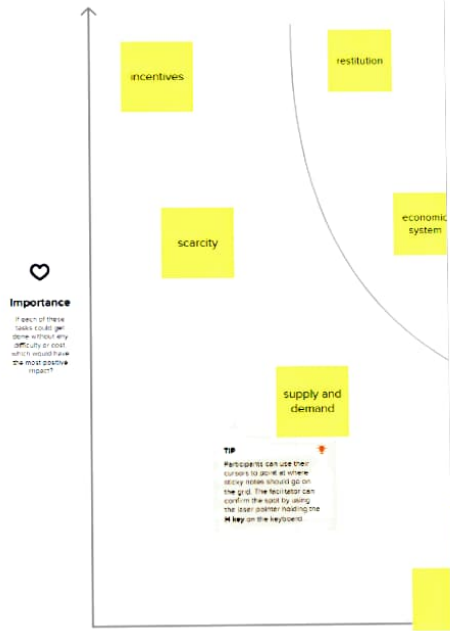 incentives
restitution
economic
system
scarcity
Importance
If each of these
tasks could get
done without any
difficulty or cost
which would have
the most positive
impact?
supply and
demand
TIP
Participants can use their
cursors to point at where
sticky notes should go on
the grid. The facilitator can
confirm the spot by using
the laser pointer holding the
H key on the keyboard